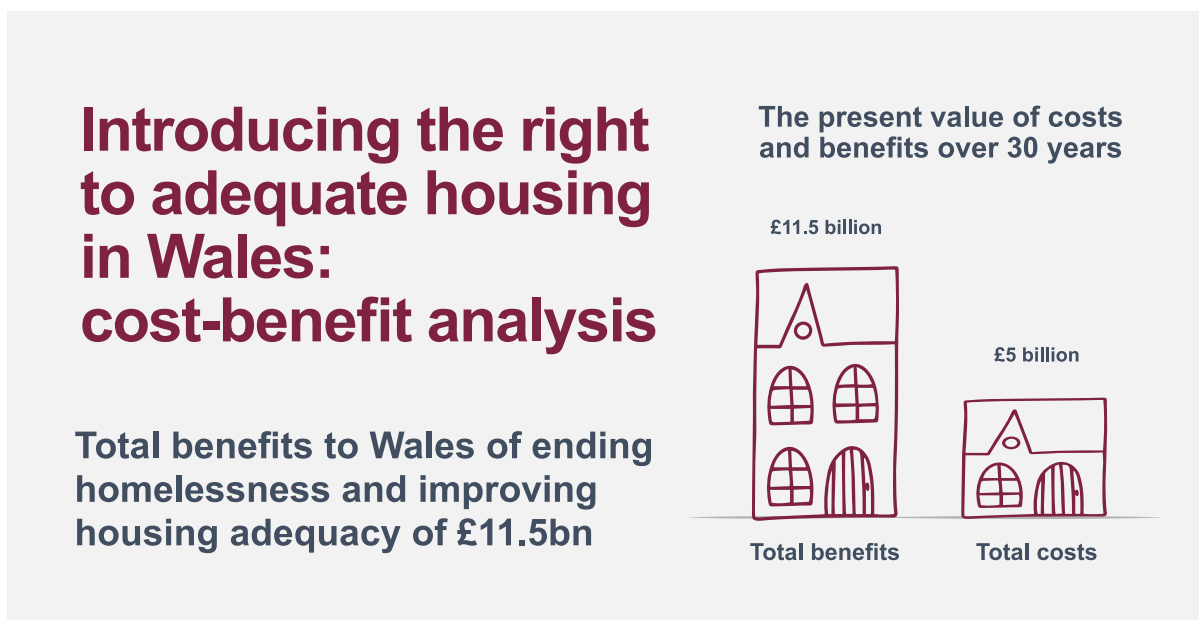 Introducing the right
to adequate housing
in Wales:
cost-benefit analysis
Total benefits to Wales of ending
homelessness and improving
housing adequacy of £11.5bn
The present value of costs
and benefits over 30 years
£11.5 billion
£5 billion
Total benefits
Total costs